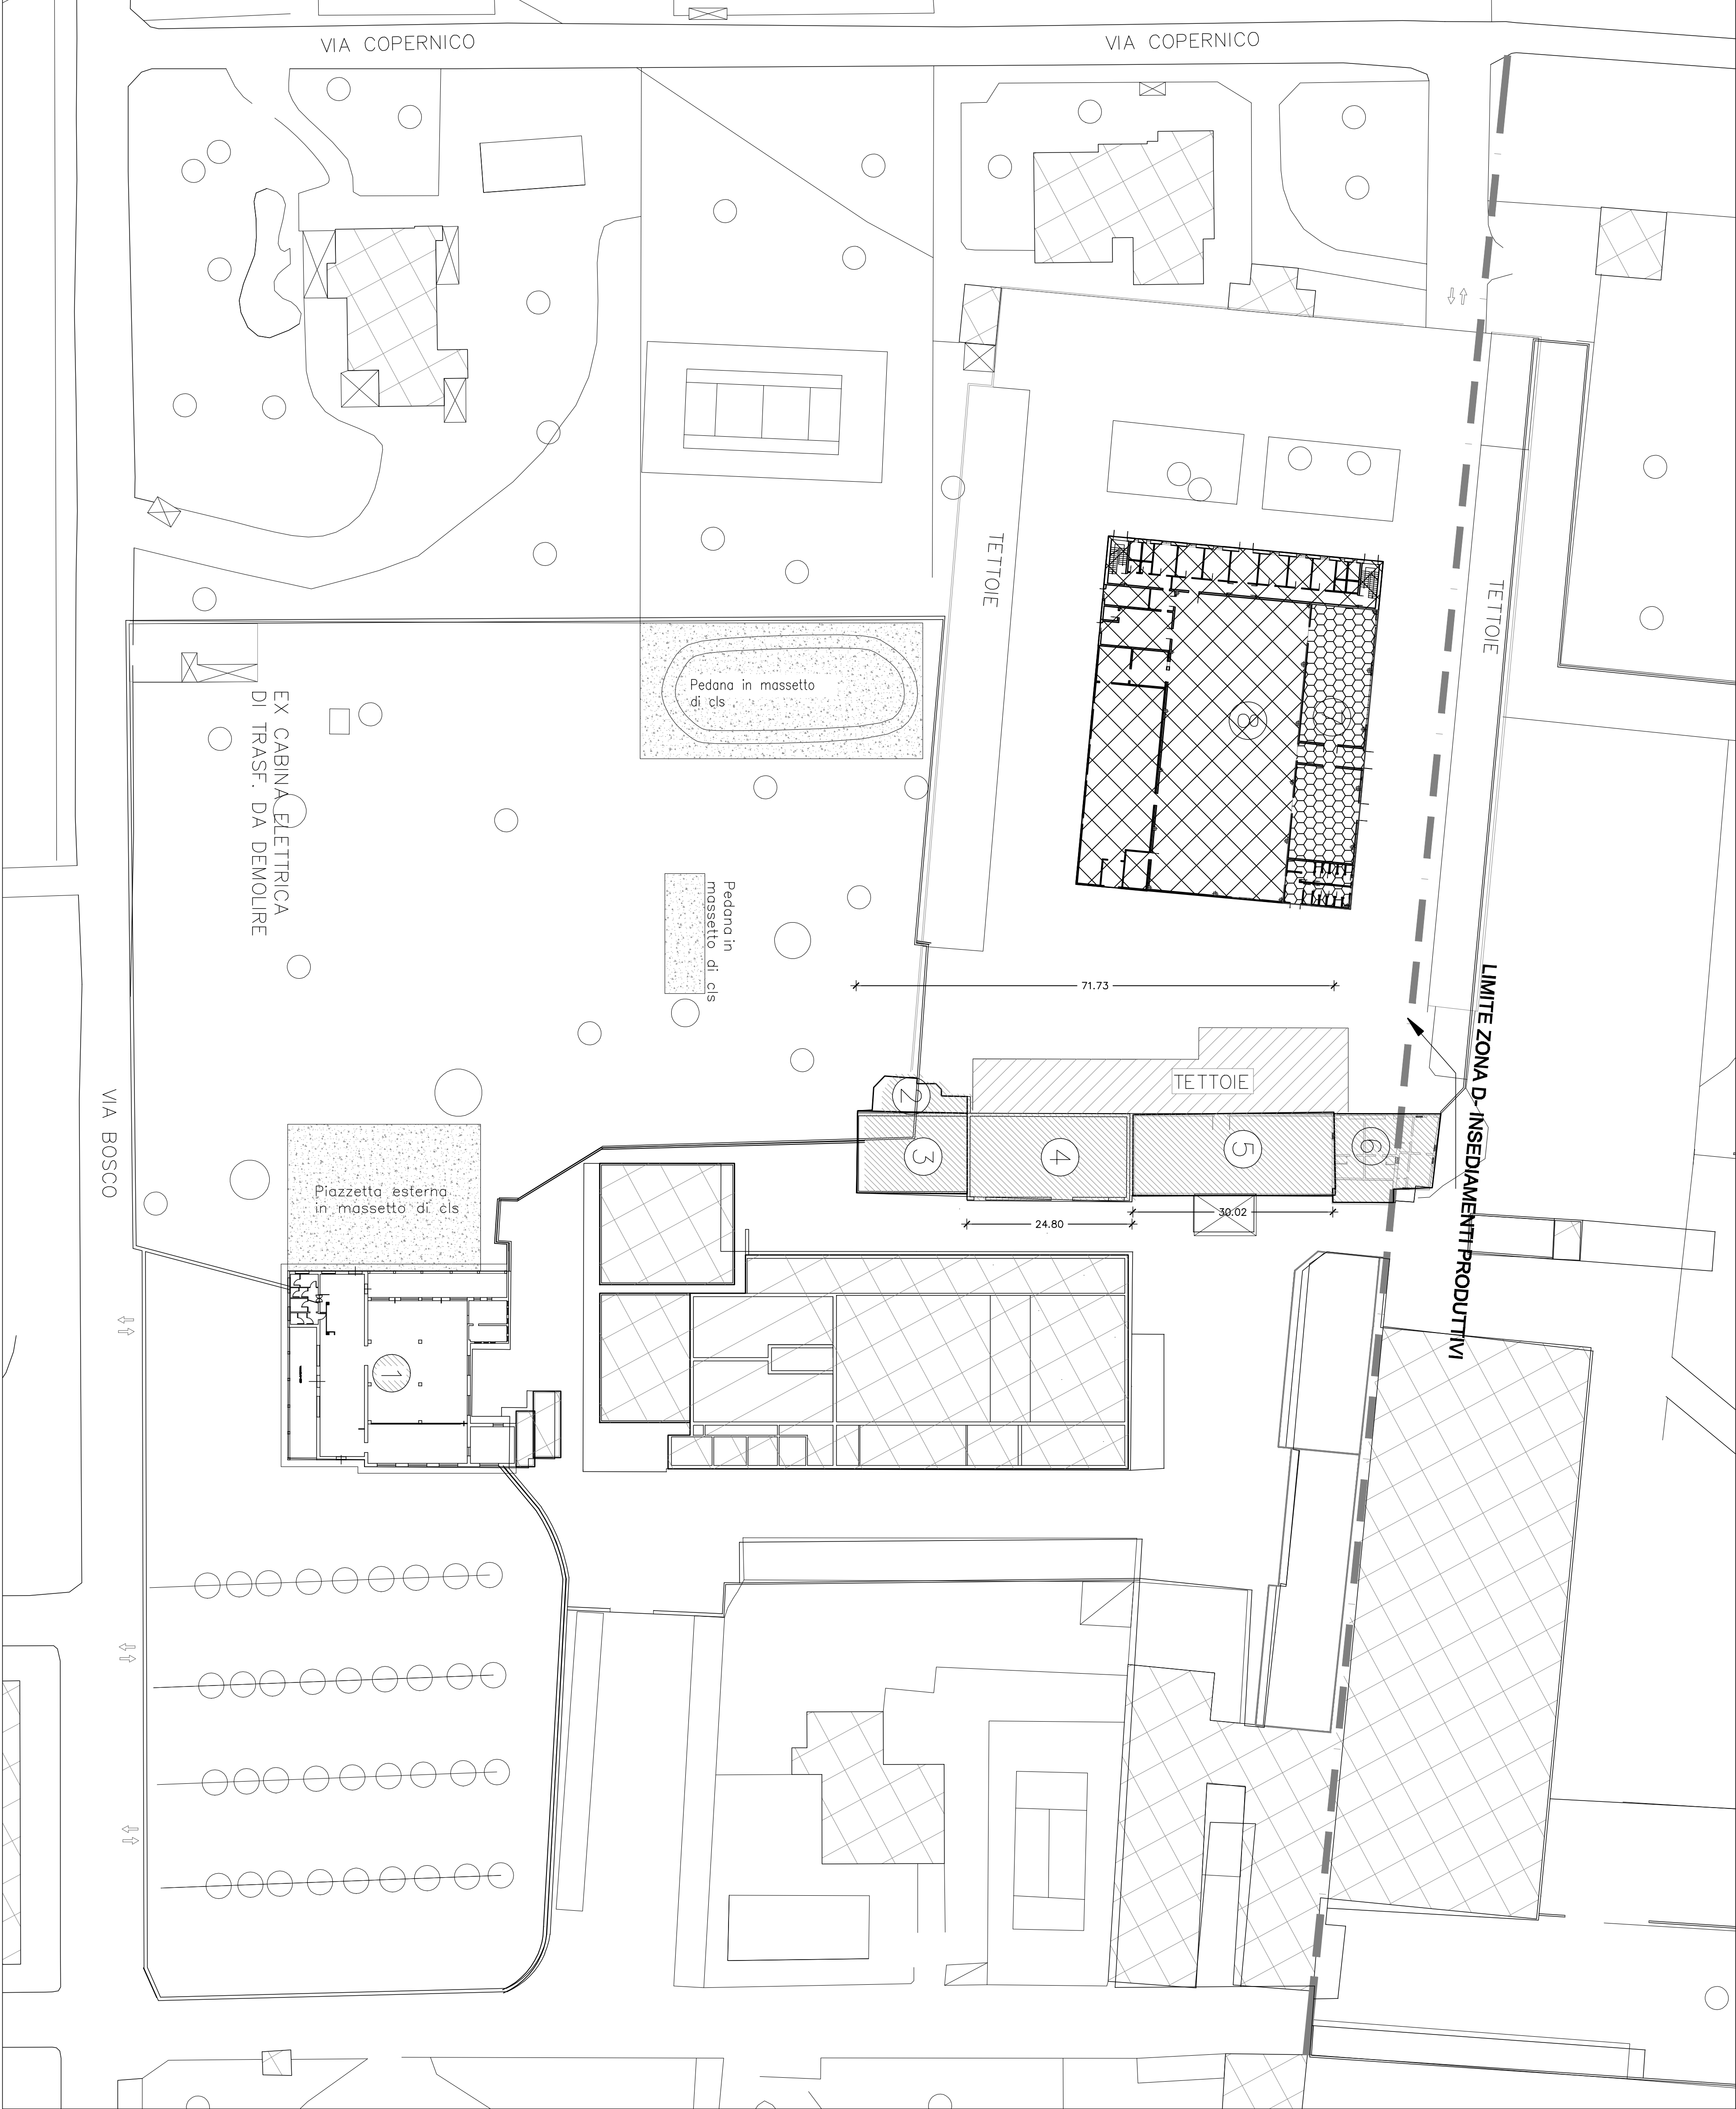 VIA COPERNICO
VIA COPERNICO
TETTOIE
TETTOIE
Pedana in massetto
di cls
EX CABINA ELETTRICA
DI TRASF. DA DEMOLIRE
8
7
Pedana in
massetto di cls
71.73
LIMITE ZONA D- INSEDIAMENTI PRODUTTIVI
TETTOIE
2
3
4
5
6
VIA BOSCO
Piazzetta esterna
in massetto di cls
24.80
30.02
1